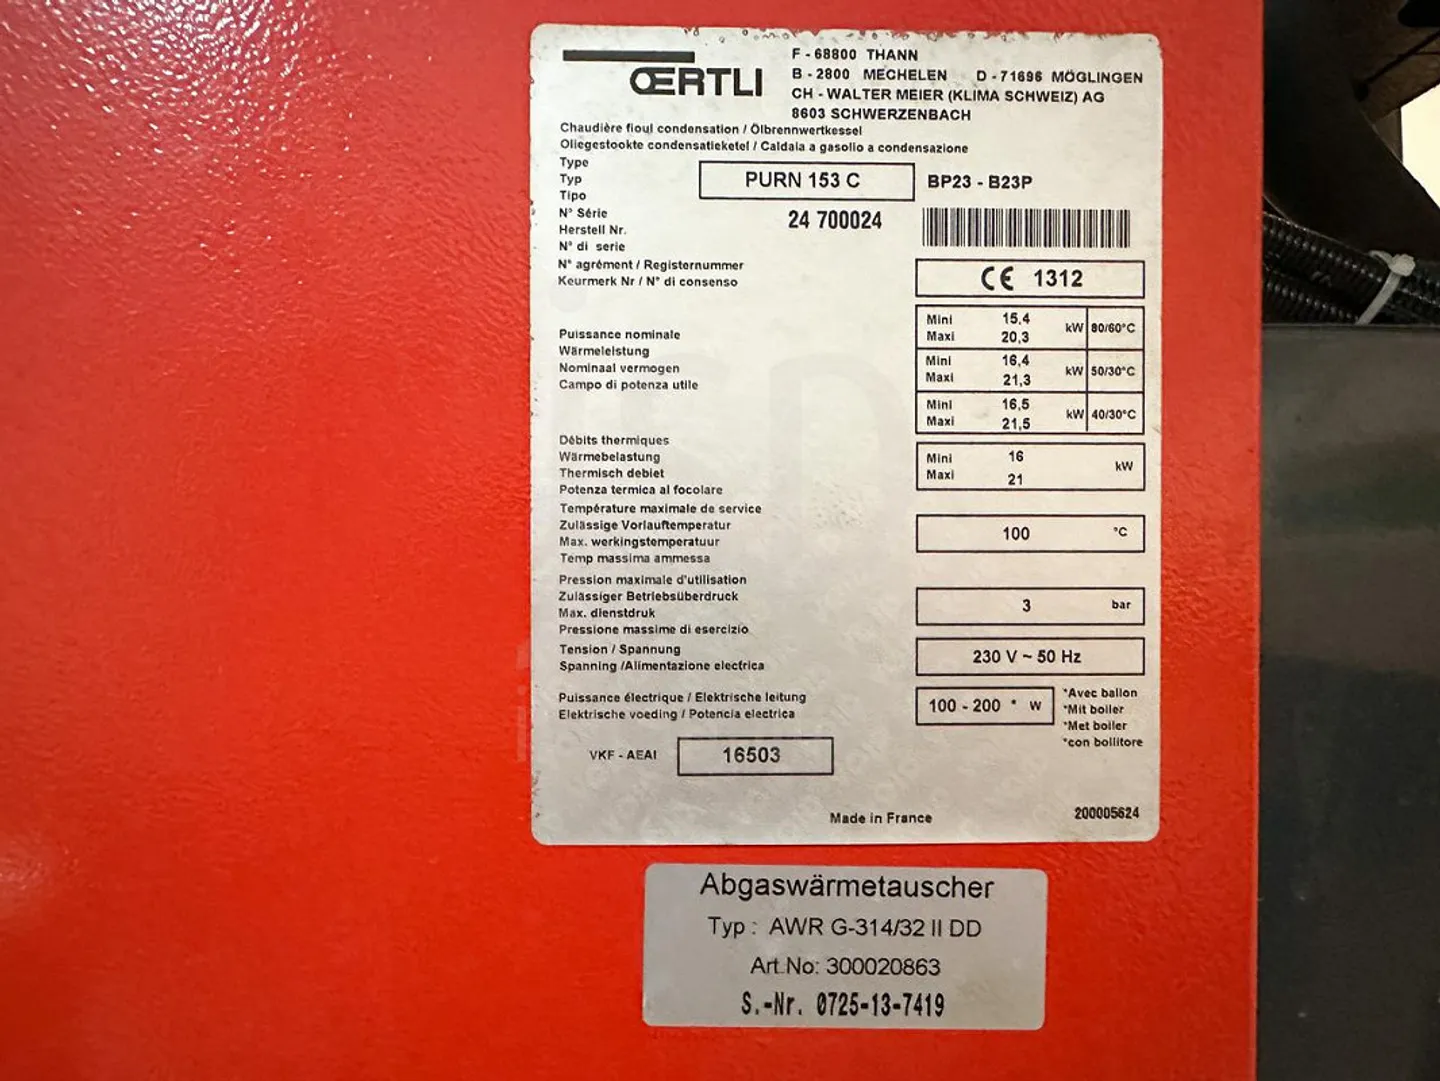 ŒRTLI
F - 68800 THANN
B - 2800 MECHELEN D - 71696 MÖGLINGEN
CH - WALTER MEIER (KLIMA SCHWEIZ) AG
8603 SCHWERZENBACH
Chaudière fioul condensation / Ölbrennwertkessel
Oliegestookte condensatieketel / Caldaia a gasolio a condensazione
Type
Typ
Tipo
PURN 153 C
BP23 - B23P
N° Série
Herstell Nr.
N° di serie
24 700024
N° agrément / Registernummer
Keurmerk Nr / N° di consenso
CE 1312
Puissance nominale
Wärmeleistung
Nominaal vermogen
Campo di potenza utile
Mini 15,4
Maxi 20,3
kW 80/60°C
Mini 16,4
Maxi 21,3
kW 50/30°C
Mini 16,5
Maxi 21,5
kW 40/30°C
Débits thermiques
Wärmebelastung
Thermisch debiet
Potenza termica al focolare
Mini 16
Maxi 21
kW
Température maximale de service
Zulässige Vorlauftemperatur
Max. werkingstemperatuur
Temp massima ammessa
100 °C
Pression maximale d'utilisation
Zulässiger Betriebsüberdruck
Max. dienstdruk
Pressione massime di esercizio
3 bar
Tension / Spannung
Spanning /Alimentazione electrica
230 V ~ 50 Hz
Puissance électrique / Elektrische leitung
Elektrische voeding / Potencia electrica
100 - 200 * W
*Avec ballon
*Mit boiler
*Met boiler
*con bollitore
VKF - AEAI 16503
Made in France
200005624
Abgaswärmetauscher
Typ : AWR G-314/32 II DD
Art.No: 300020863
S.-Nr. 0725-13-7419